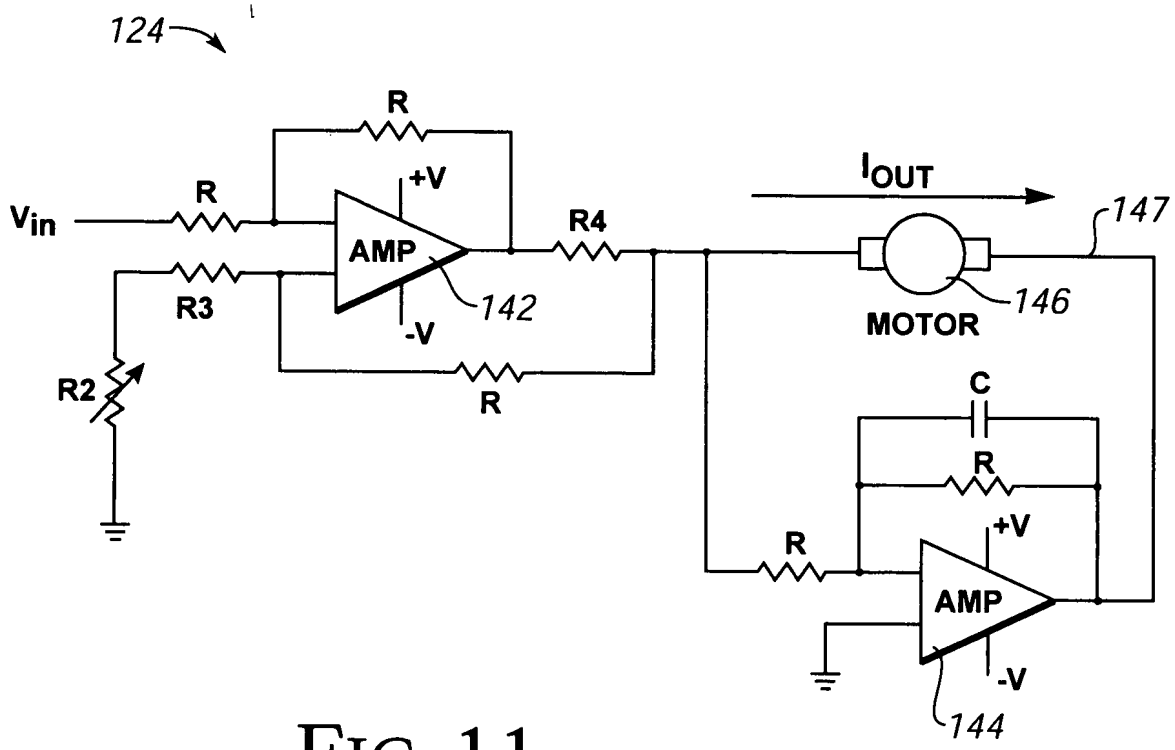 124
R
+V
R
Vin
AMP
R4
IOUT
147
R3
142
-V
146
MOTOR
R2
R
C
R
+V
R
AMP
-V
144
FIG. 11